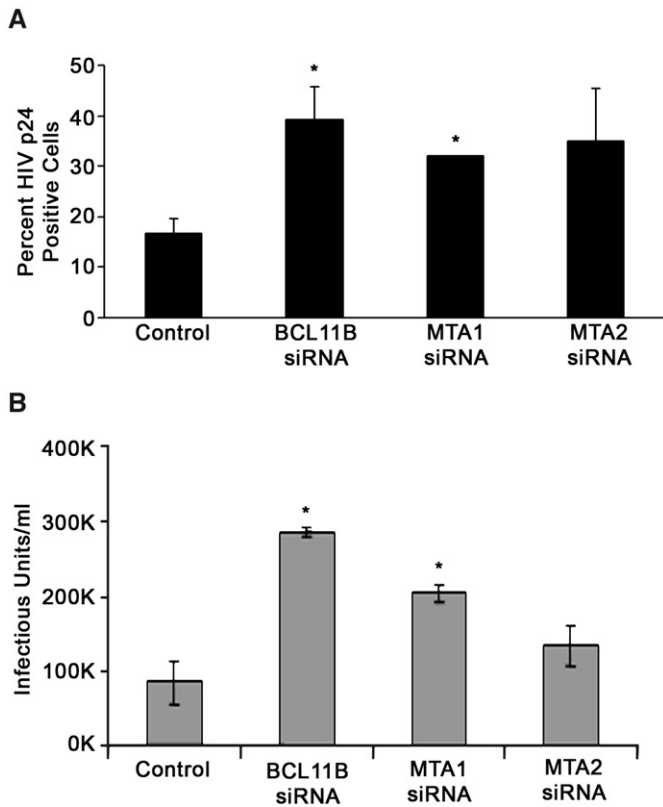 A
50
40
30
20
10
0
Percent HIV p24
Positive Cells
*
*
Control
BCL11B
siRNA
MTA1
siRNA
MTA2
siRNA
B
400K
300K
200K
100K
0K
Infectious Units/ml
*
*
Control
BCL11B
siRNA
MTA1
siRNA
MTA2
siRNA